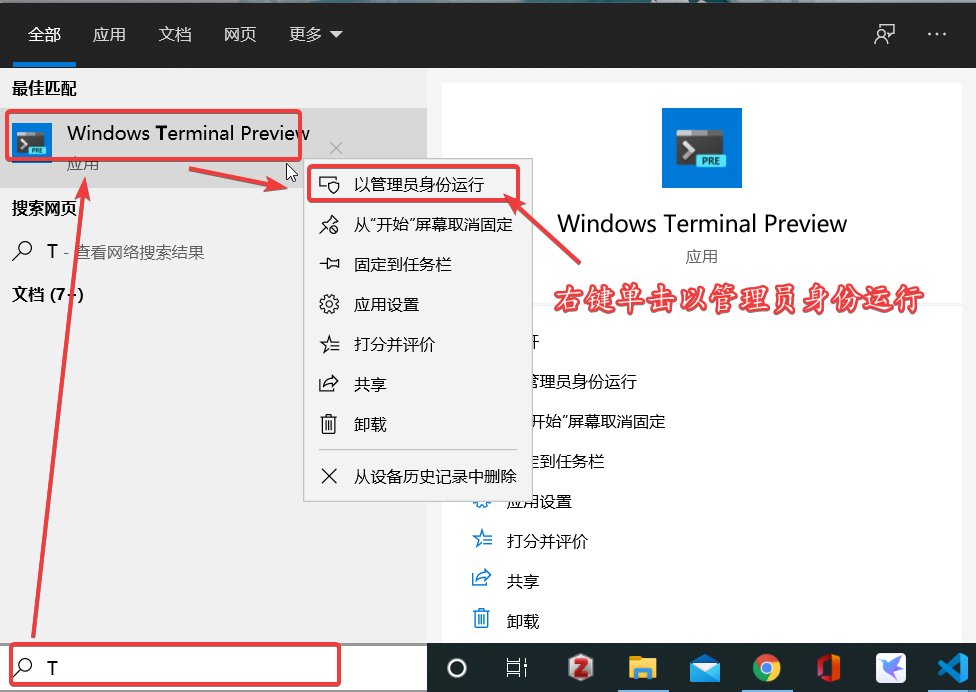 全部 应用 文档 网页 更多
最佳匹配
Windows Terminal Preview
应用
搜索网页
T - 查看网络搜索结果
文档 (7+)
以管理员身份运行
从“开始”屏幕取消固定
固定到任务栏
应用设置
打分并评价
共享
卸载
从设备历史记录中删除
PRE
Windows Terminal Preview
应用
右键单击以管理员身份运行
开
管理员身份运行
开始”屏幕取消固定
定到任务栏
应用设置
打分并评价
共享
卸载
T